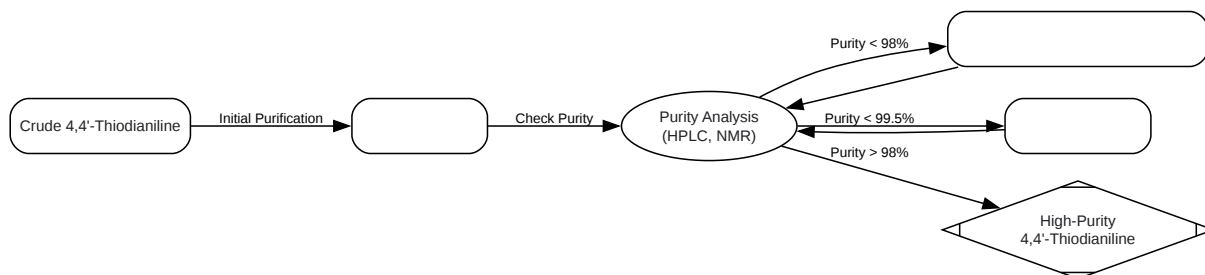 Crude 4,4'-Thiodianiline
Initial Purification
Check Purity
Purity Analysis
(HPLC, NMR)
Purity < 98%
Purity < 99.5%
Purity > 98%
High-Purity
4,4'-Thiodianiline